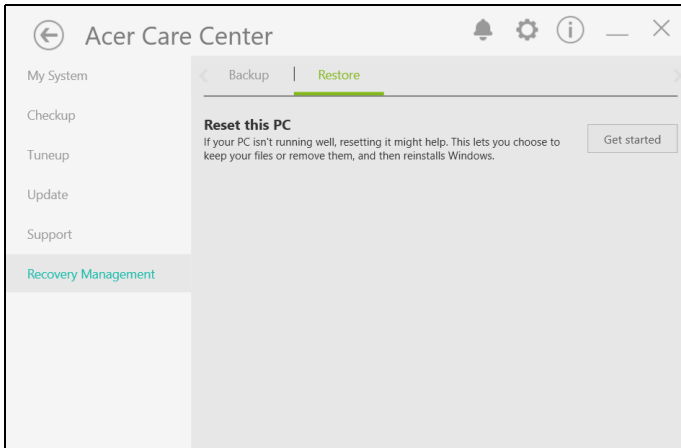 Acer Care Center
My System
Backup
Restore
Checkup
Reset this PC
If your PC isn't running well, resetting it might help. This lets you choose to
keep your files or remove them, and then reinstalls Windows.
Get started
Tuneup
Update
Support
Recovery Management